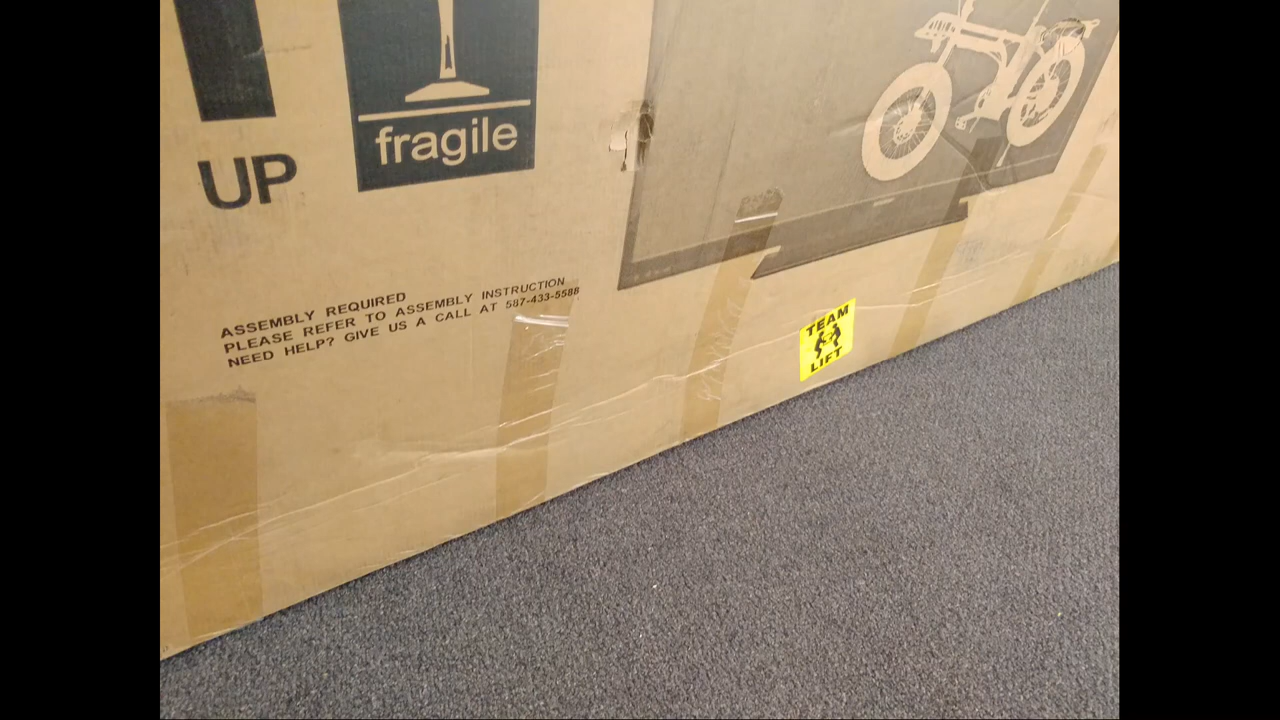 UP
fragile
ASSEMBLY REQUIRED
PLEASE REFER TO ASSEMBLY INSTRUCTION
NEED HELP? GIVE US A CALL AT 587-433-5588
TEAM
LIFT